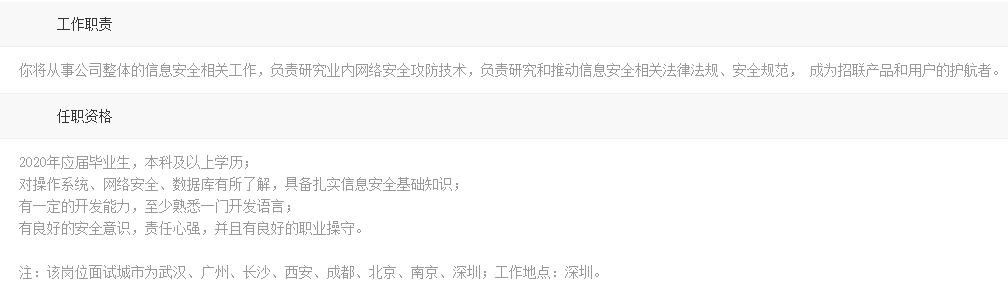 工作职责
你将从事公司整体的信息安全相关工作，负责研究业内网络安全攻防技术，负责研究和推动信息安全相关法律法规、安全规范， 成为招联产品和用户的护航者。
任职资格
2020年应届毕业生，本科及以上学历；
对操作系统、网络安全、数据库有所了解，具备扎实信息安全基础知识；
有一定的开发能力，至少熟悉一门开发语言；
有良好的安全意识，责任心强，并且有良好的职业操守。
注：该岗位面试城市为武汉、广州、长沙、西安、成都、北京、南京、深圳；工作地点：深圳。